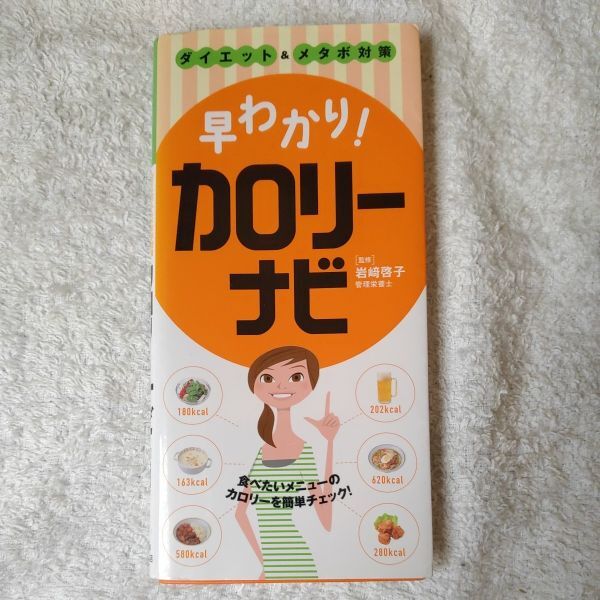 ダイエット&メタボ対策
早わかり!
カロリー
ナビ
[監修]
岩﨑啓子
管理栄養士
180kcal
202kcal
163kcal
620kcal
580kcal
280kcal
食べたいメニューの
カロリーを簡単チェック!